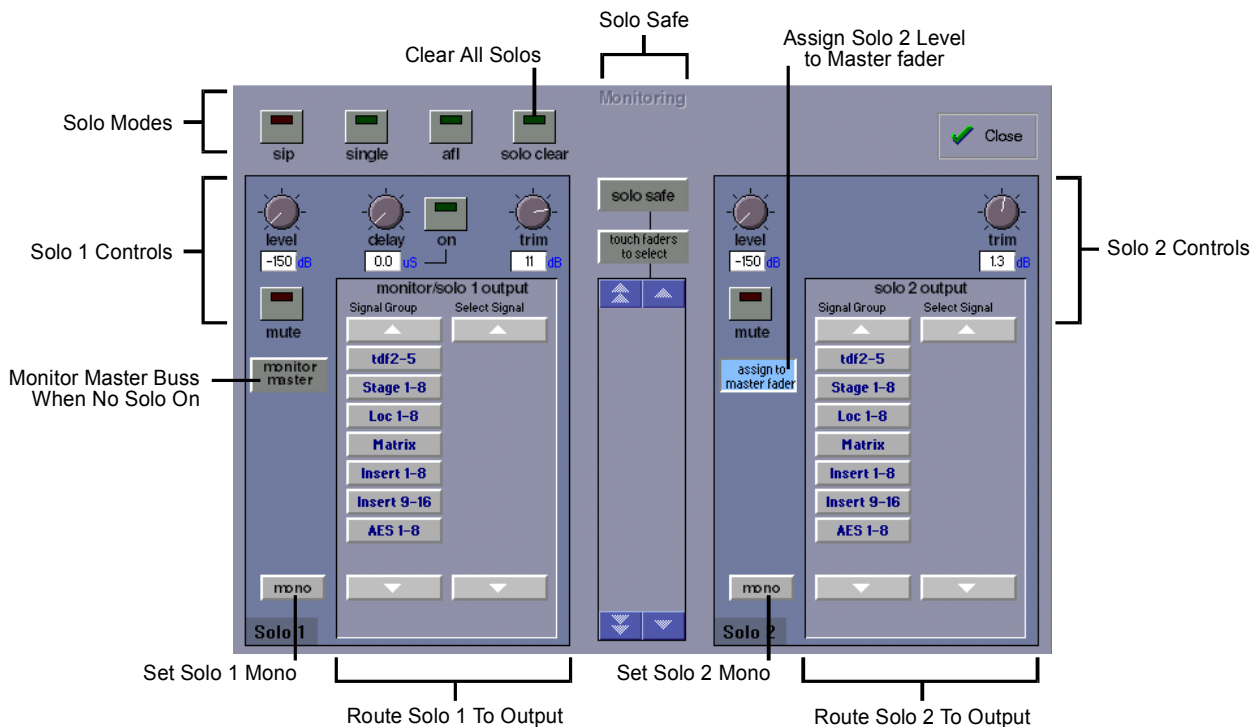 Solo Safe
Assign Solo 2 Level
to Master fader
Clear All Solos
Monitoring
Solo Modes
sip
single
afl
solo clear
Close
Solo 1 Controls
level
-150 dB
mute
delay
0.0 uS
on
trim
11 dB
monitor/solo 1 output
Signal Group
Select Signal
tdf2-5
Stage 1-8
Loc 1-8
Matrix
Insert 1-8
Insert 9-16
AES 1-8
monitor
master
Monitor Master Buss
When No Solo On
mono
Solo 1
Set Solo 1 Mono
Route Solo 1 To Output
solo safe
touch faders
to select
Solo 2 Controls
level
-150 dB
mute
trim
1.3 dB
solo 2 output
Signal Group
Select Signal
tdf2-5
Stage 1-8
Loc 1-8
Matrix
Insert 1-8
Insert 9-16
AES 1-8
assign to
master fader
mono
Solo 2
Set Solo 2 Mono
Route Solo 2 To Output